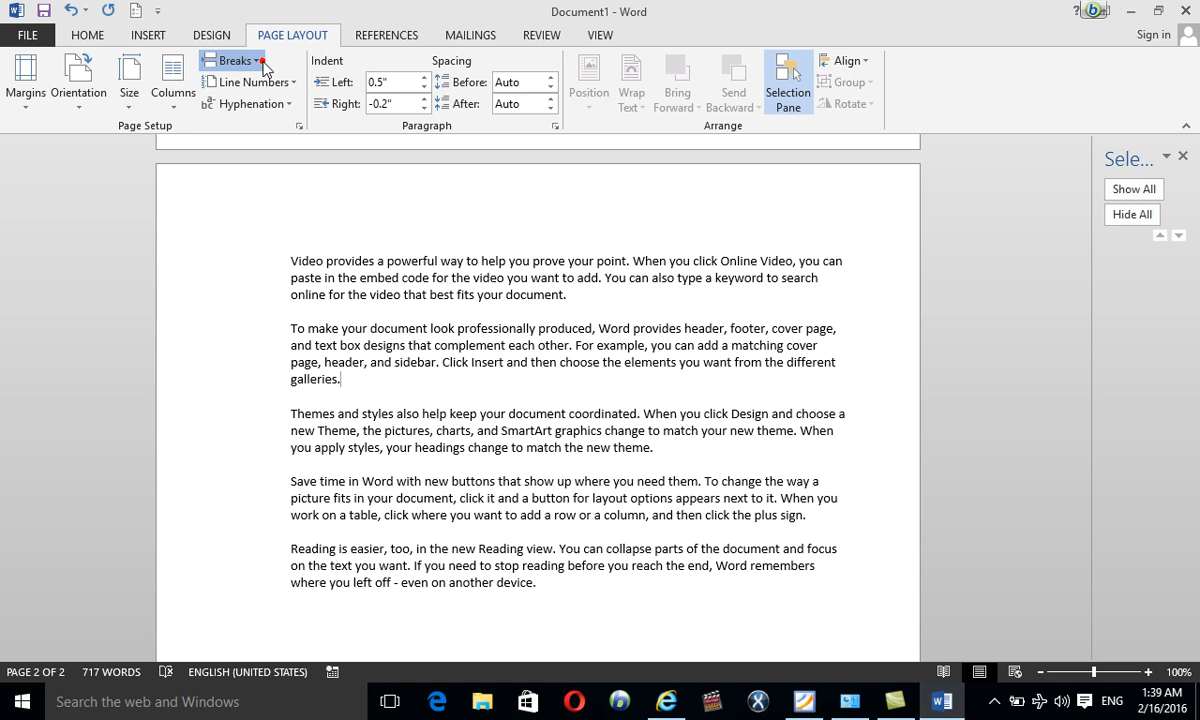 Document1 - Word
?
FILE HOME INSERT DESIGN PAGE LAYOUT REFERENCES MAILINGS REVIEW VIEW Sign in
Margins
Orientation
Size
Columns
Breaks
Line Numbers
Hyphenation
Page Setup
Indent
Left: 0.5"
Right: -0.2"
Spacing
Before: Auto
After: Auto
Paragraph
Position
Wrap
Text
Bring
Forward
Send
Backward
Selection
Pane
Align
Group
Rotate
Arrange
Video provides a powerful way to help you prove your point. When you click Online Video, you can
paste in the embed code for the video you want to add. You can also type a keyword to search
online for the video that best fits your document.
To make your document look professionally produced, Word provides header, footer, cover page,
and text box designs that complement each other. For example, you can add a matching cover
page, header, and sidebar. Click Insert and then choose the elements you want from the different
galleries.
Themes and styles also help keep your document coordinated. When you click Design and choose a
new Theme, the pictures, charts, and SmartArt graphics change to match your new theme. When
you apply styles, your headings change to match the new theme.
Save time in Word with new buttons that show up where you need them. To change the way a
picture fits in your document, click it and a button for layout options appears next to it. When you
work on a table, click where you want to add a row or a column, and then click the plus sign.
Reading is easier, too, in the new Reading view. You can collapse parts of the document and focus
on the text you want. If you need to stop reading before you reach the end, Word remembers
where you left off - even on another device.
Sele...
Show All
Hide All
PAGE 2 OF 2 717 WORDS ENGLISH (UNITED STATES) 100%
Search the web and Windows
ENG
1:39 AM
2/16/2016